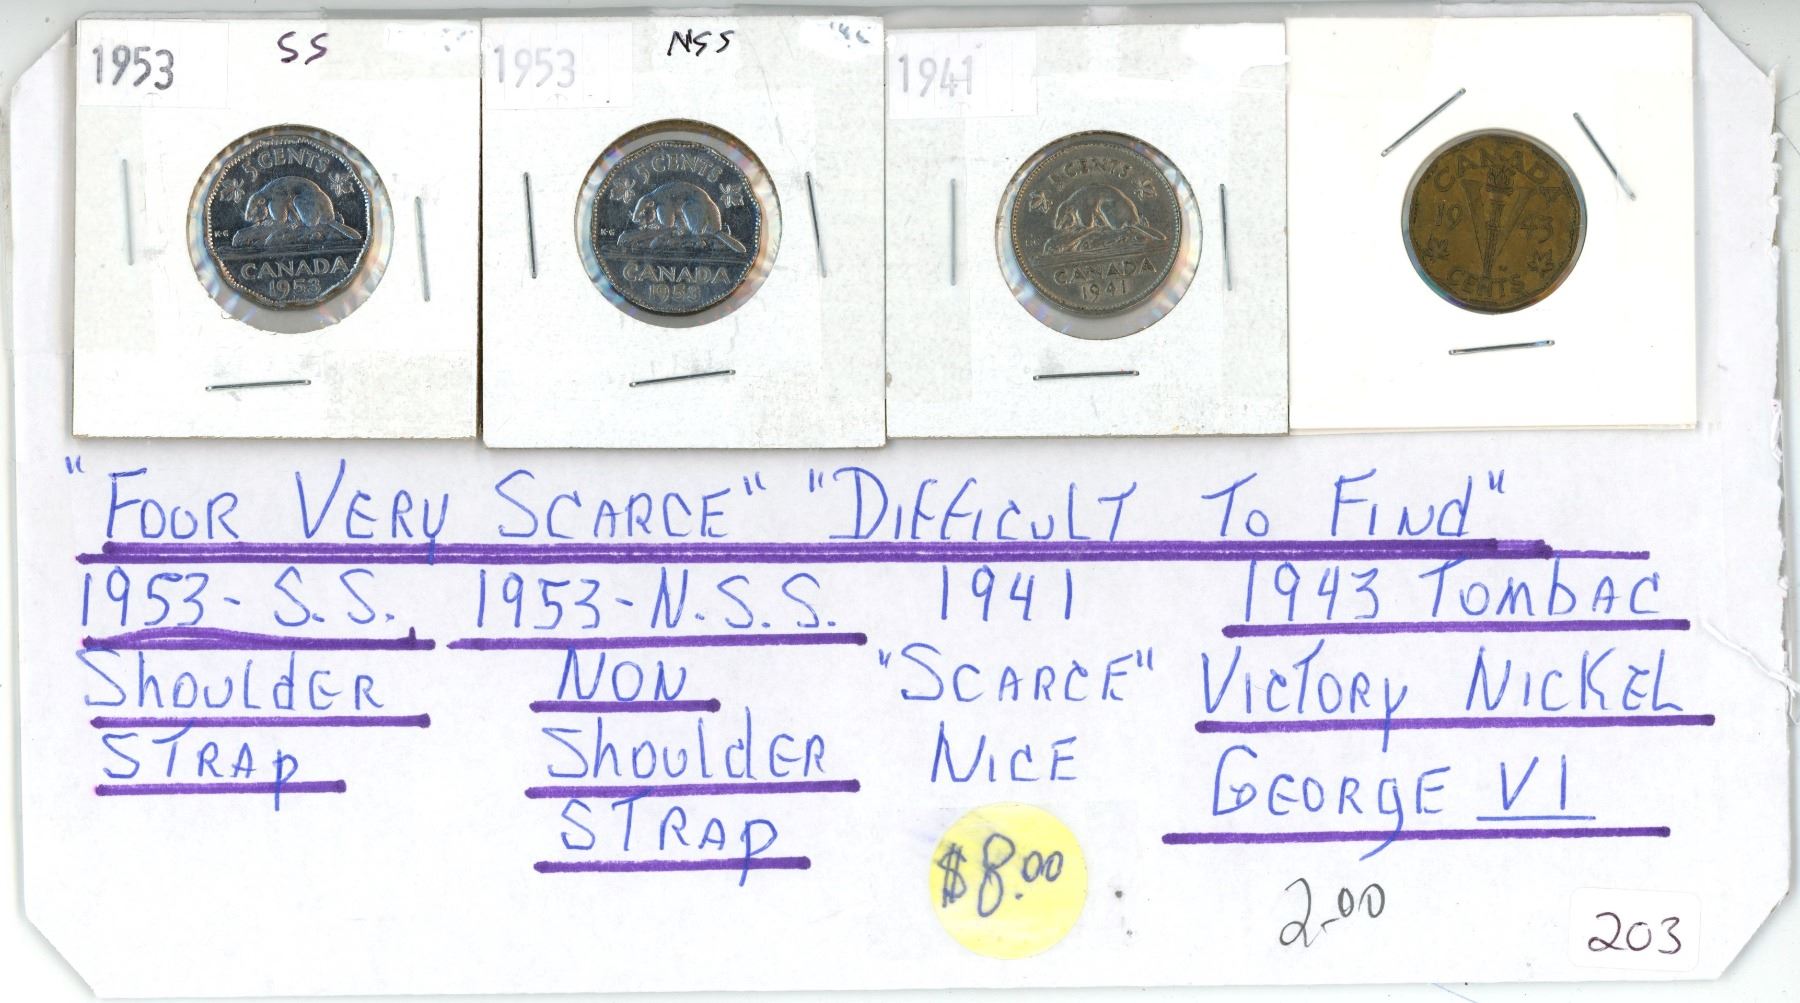 1953 SS
1953 NSS
1941
5 CENTS
K·G
CANADA
1953
5 CENTS
K·G
CANADA
1953
5 CENTS
CANADA
1941
CANADA
19 43
CENTS
"FOUR VERY SCARCE" "DIFFICULT TO FIND"
1953- S.S. 1953-N.S.S. 1941 1943 TOMBAC
SHOULDER NON "SCARCE" VICTORY NICKEL
STRAP SHOULDER NICE GEORGE VI
STRAP
$8.00
2.00
203